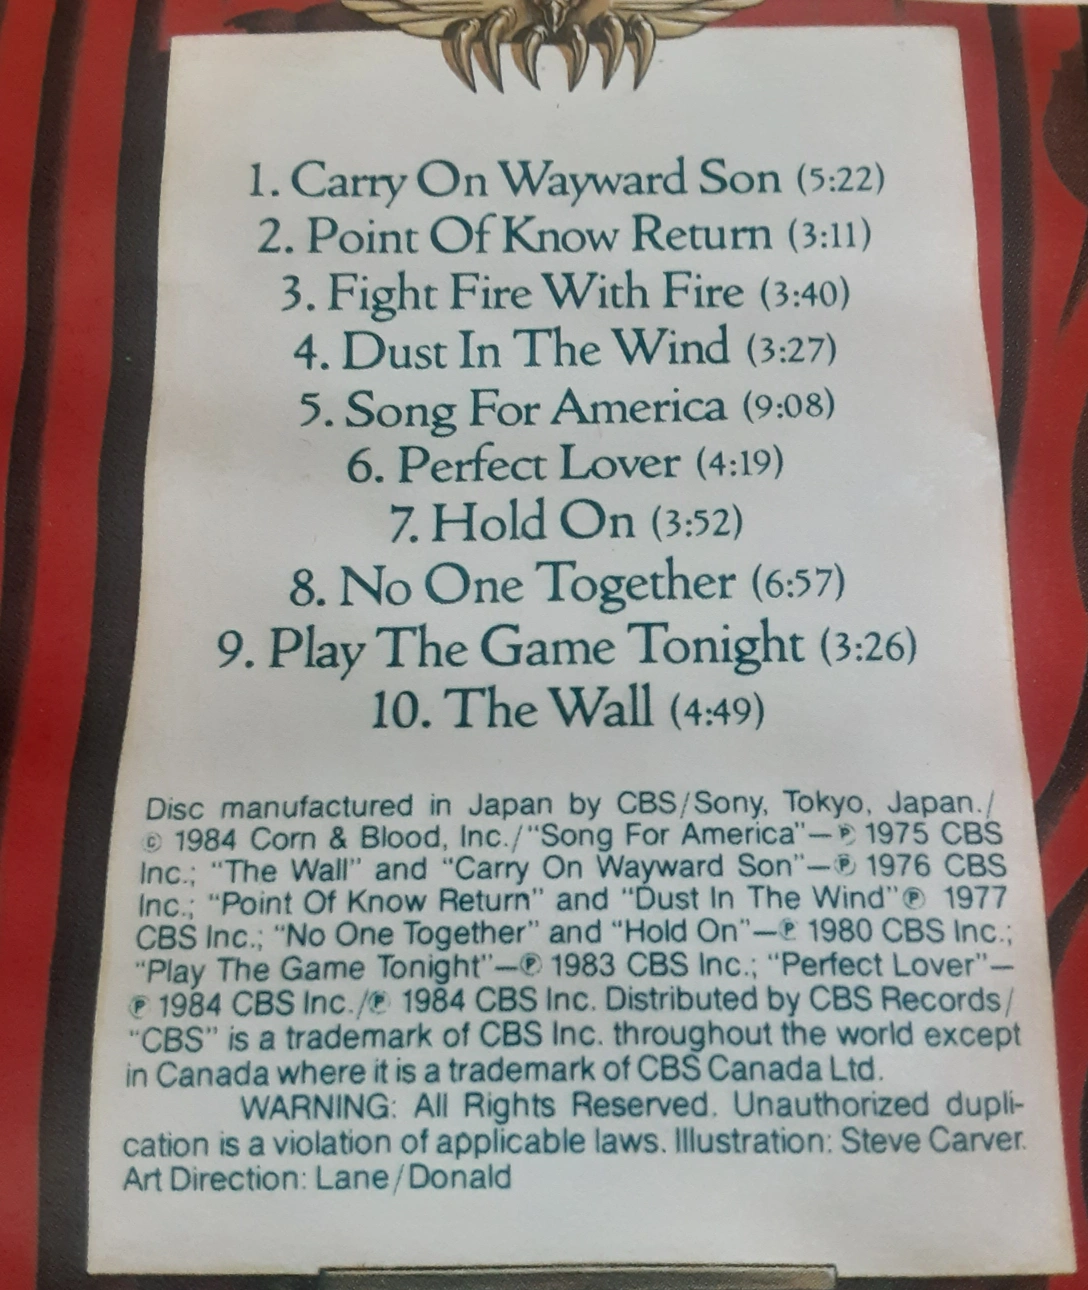 1. Carry On Wayward Son (5:22)
2. Point Of Know Return (3:11)
3. Fight Fire With Fire (3:40)
4. Dust In The Wind (3:27)
5. Song For America (9:08)
6. Perfect Lover (4:19)
7. Hold On (3:52)
8. No One Together (6:57)
9. Play The Game Tonight (3:26)
10. The Wall (4:49)
Disc manufactured in Japan by CBS/Sony, Tokyo, Japan./
© 1984 Corn & Blood, Inc./“Song For America”—℗ 1975 CBS
Inc.; “The Wall” and “Carry On Wayward Son”—℗ 1976 CBS
Inc.; “Point Of Know Return” and “Dust In The Wind”℗ 1977
CBS Inc.; “No One Together” and “Hold On”—℗ 1980 CBS Inc.;
“Play The Game Tonight”—℗ 1983 CBS Inc.; “Perfect Lover”—
℗ 1984 CBS Inc./℗ 1984 CBS Inc. Distributed by CBS Records/
“CBS” is a trademark of CBS Inc. throughout the world except
in Canada where it is a trademark of CBS Canada Ltd.
WARNING: All Rights Reserved. Unauthorized dupli-
cation is a violation of applicable laws. Illustration: Steve Carver.
Art Direction: Lane/Donald